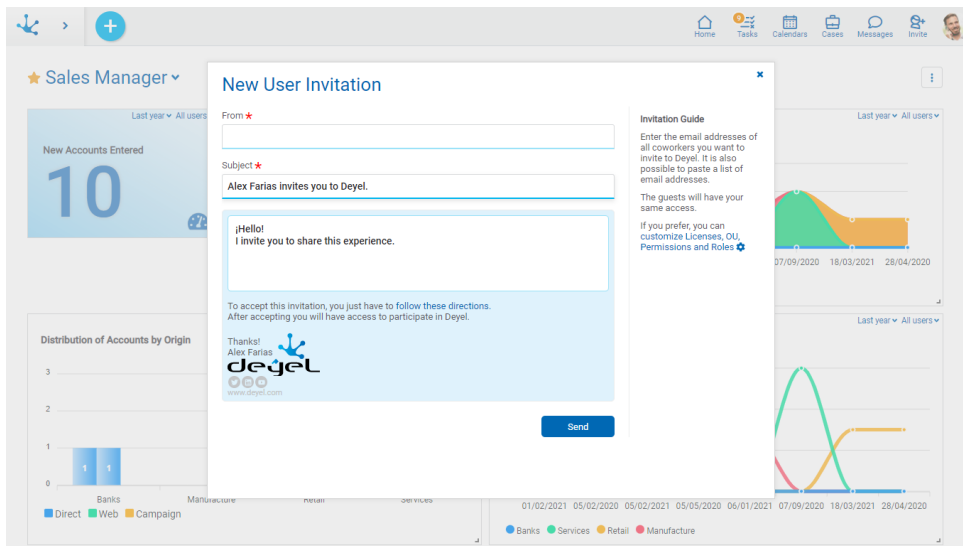 Home
9
Tasks
Calendars
Cases
Messages
Invite
Sales Manager
Last year All users
New Accounts Entered
10
New User Invitation
From *
Subject *
Alex Farias invites you to Deyel.
¡Hello!
I invite you to share this experience.
To accept this invitation, you just have to follow these directions.
After accepting you will have access to participate in Deyel.
Thanks!
Alex Farias
deyel
www.deyel.com
Send
Invitation Guide
Enter the email addresses of
all coworkers you want to
invite to Deyel. It is also
possible to paste a list of
email addresses.
The guests will have your
same access.
If you prefer, you can
customize Licenses, OU,
Permissions and Roles
Last year All users
07/09/2020 18/03/2021 28/04/2020
Distribution of Accounts by Origin
3
2
1
0
1 1
Banks Manufacture Retail Services
Direct Web Campaign
Last year All users
01/02/2021 05/02/2020 05/02/2021 05/05/2020 06/01/2021 07/09/2020 18/03/2021 28/04/2020
Banks Services Retail Manufacture